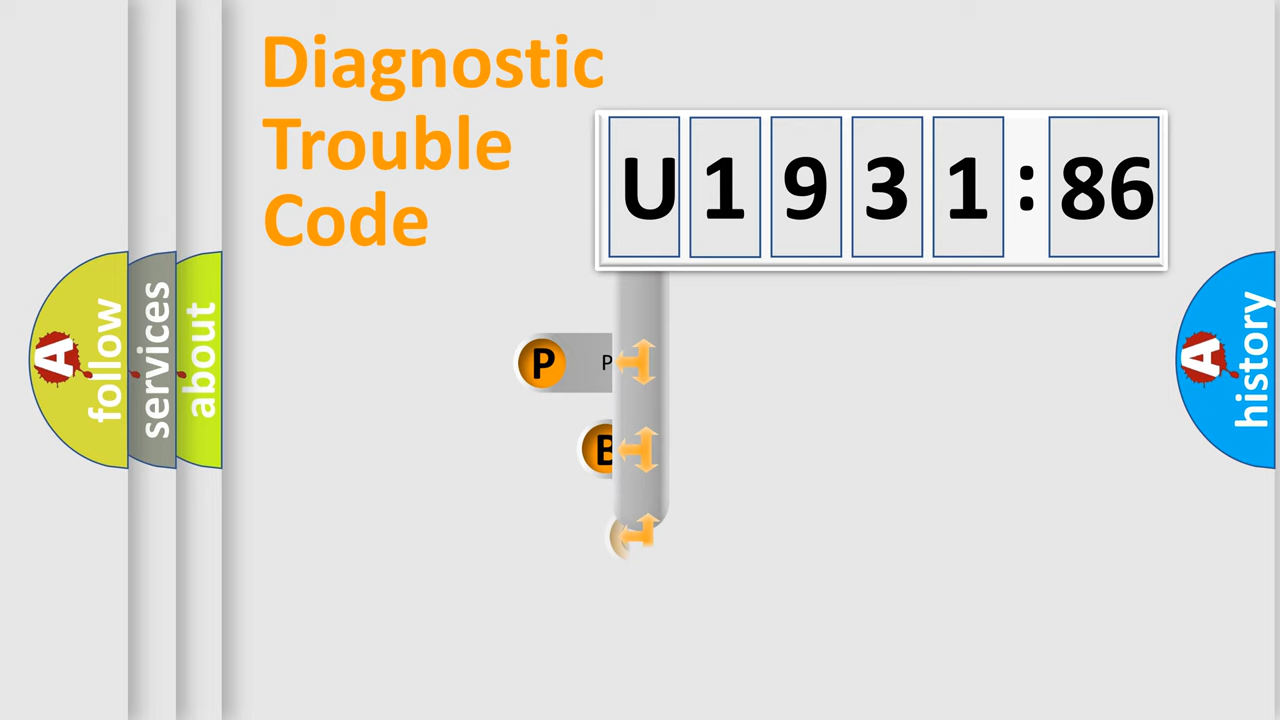 Diagnostic
Trouble
Code
U1931:86
P
P
B
A
follow
services
about
A
history